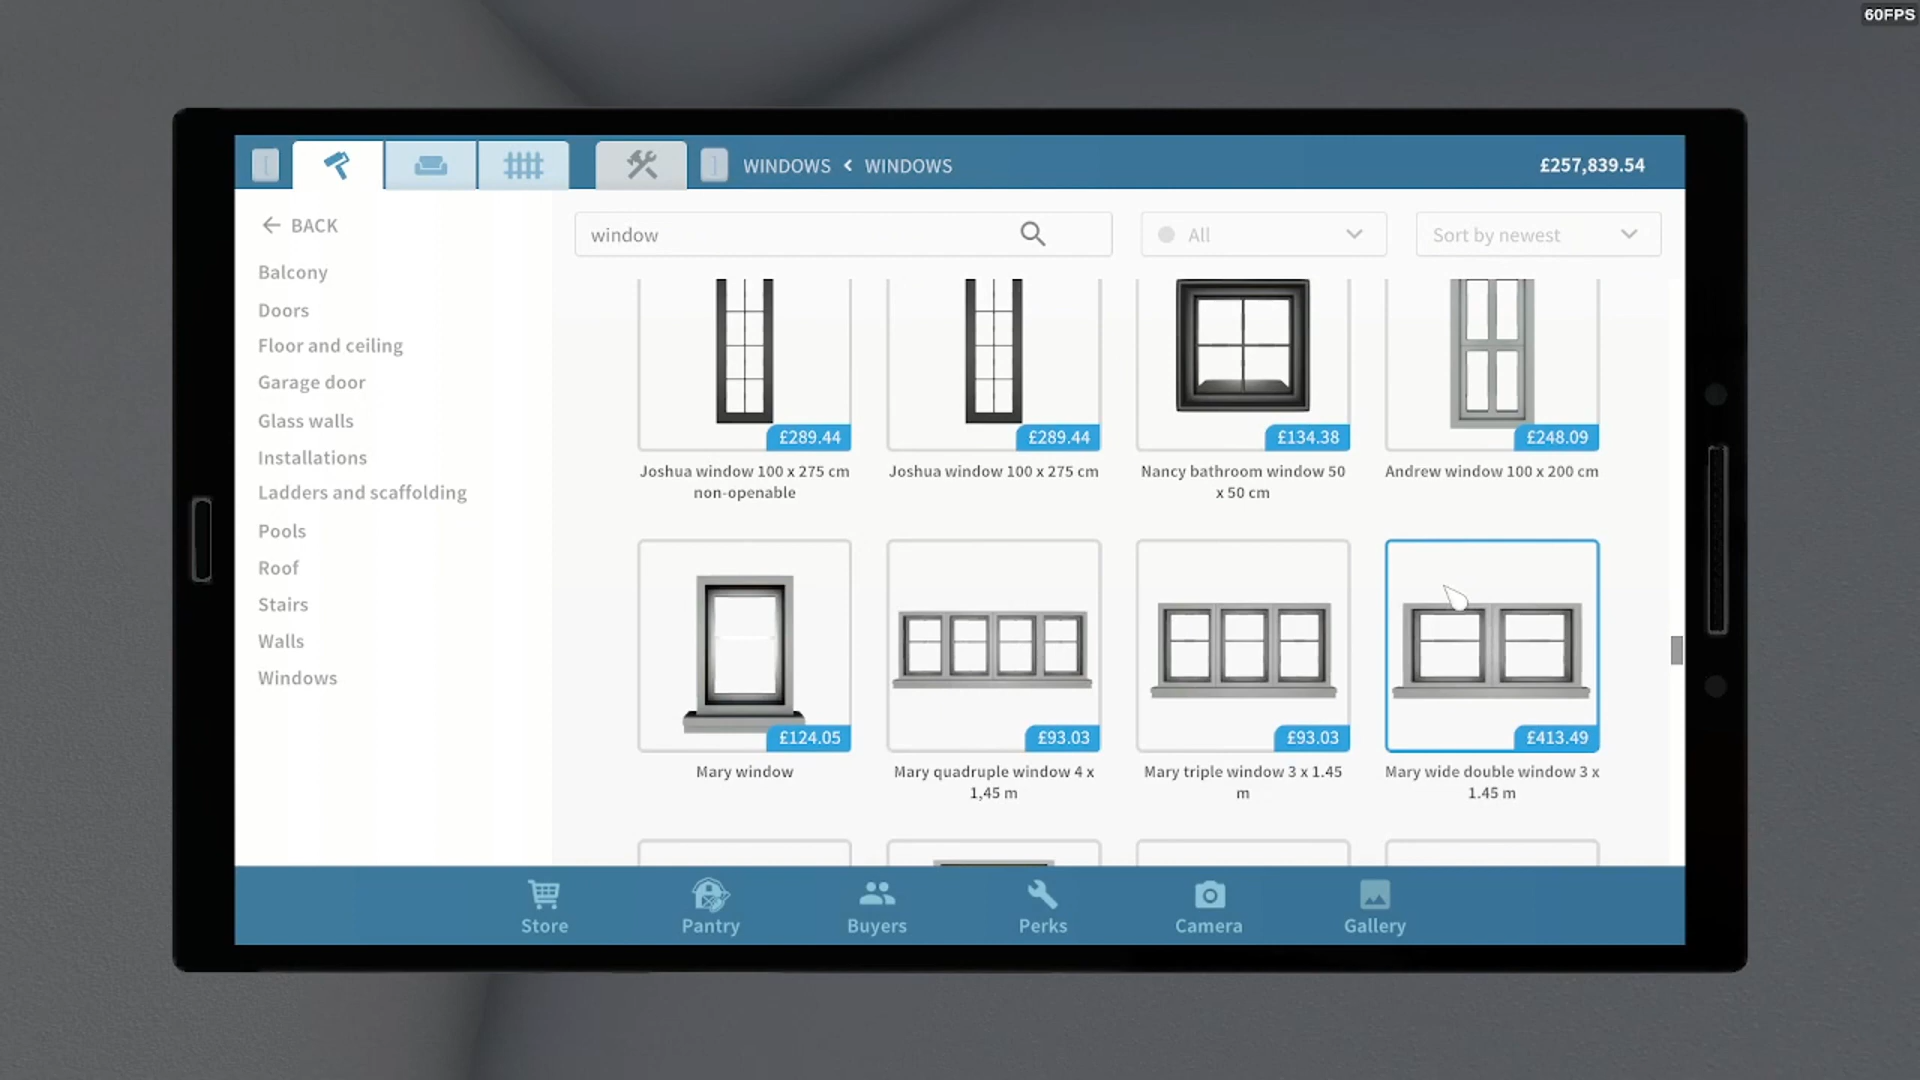 60FPS
WINDOWS < WINDOWS
£257,839.54
BACK
window
All
Sort by newest
Balcony
Doors
Floor and ceiling
Garage door
Glass walls
Installations
Ladders and scaffolding
Pools
Roof
Stairs
Walls
Windows
£289.44
£289.44
£134.38
£248.09
Joshua window 100 x 275 cm
non-openable
Joshua window 100 x 275 cm
Nancy bathroom window 50
x 50 cm
Andrew window 100 x 200 cm
£124.05
£93.03
£93.03
£413.49
Mary window
Mary quadruple window 4 x
1,45 m
Mary triple window 3 x 1.45
m
Mary wide double window 3 x
1.45 m
Store
Pantry
Buyers
Perks
Camera
Gallery